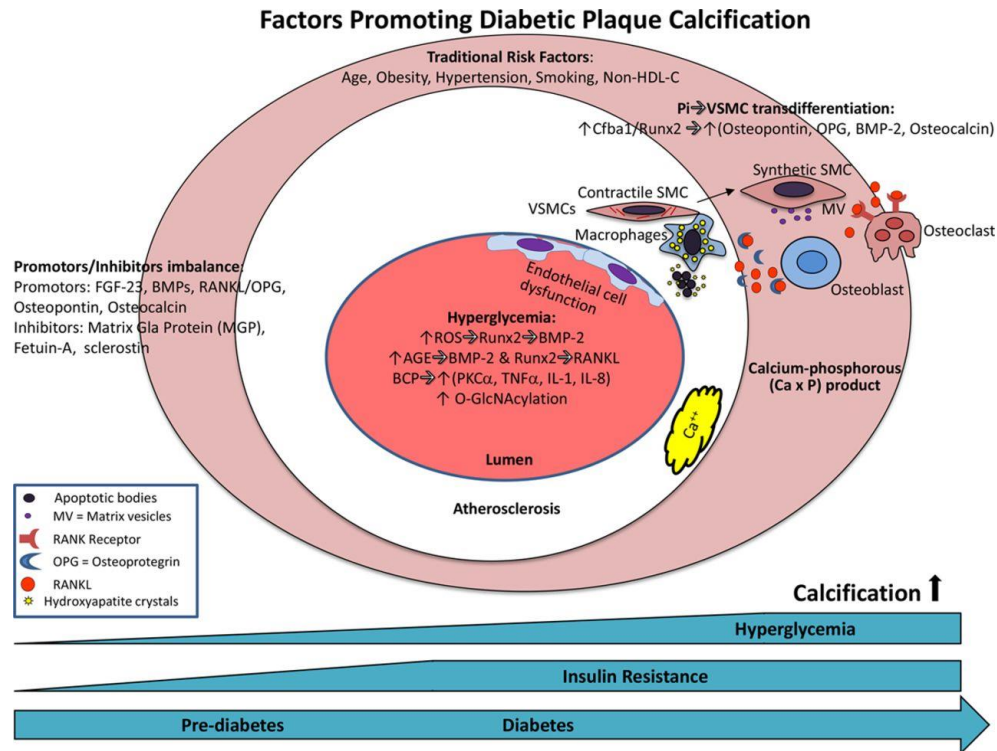 Factors Promoting Diabetic Plaque Calcification
Traditional Risk Factors:
Age, Obesity, Hypertension, Smoking, Non-HDL-C
Pi➔VSMC transdifferentiation:
↑Cfba1/Runx2 ➔↑(Osteopontin, OPG, BMP-2, Osteocalcin)
Synthetic SMC
Contractile SMC
VSMCs
MV
Macrophages
Osteoclast
Osteoblast
Endothelial cell
dysfunction
Promotors/Inhibitors imbalance:
Promotors: FGF-23, BMPs, RANKL/OPG,
Osteopontin, Osteocalcin
Inhibitors: Matrix Gla Protein (MGP),
Fetuin-A, sclerostin
Hyperglycemia:
↑ROS➔Runx2➔BMP-2
↑AGE➔BMP-2 & Runx2➔RANKL
BCP➔↑(PKCα, TNFα, IL-1, IL-8)
↑ O-GlcNAcylation
Lumen
Calcium-phosphorous
(Ca x P) product
Ca⁺⁺
Atherosclerosis
Apoptotic bodies
MV = Matrix vesicles
RANK Receptor
OPG = Osteoprotegrin
RANKL
Hydroxyapatite crystals
Calcification ↑
Hyperglycemia
Insulin Resistance
Pre-diabetes Diabetes